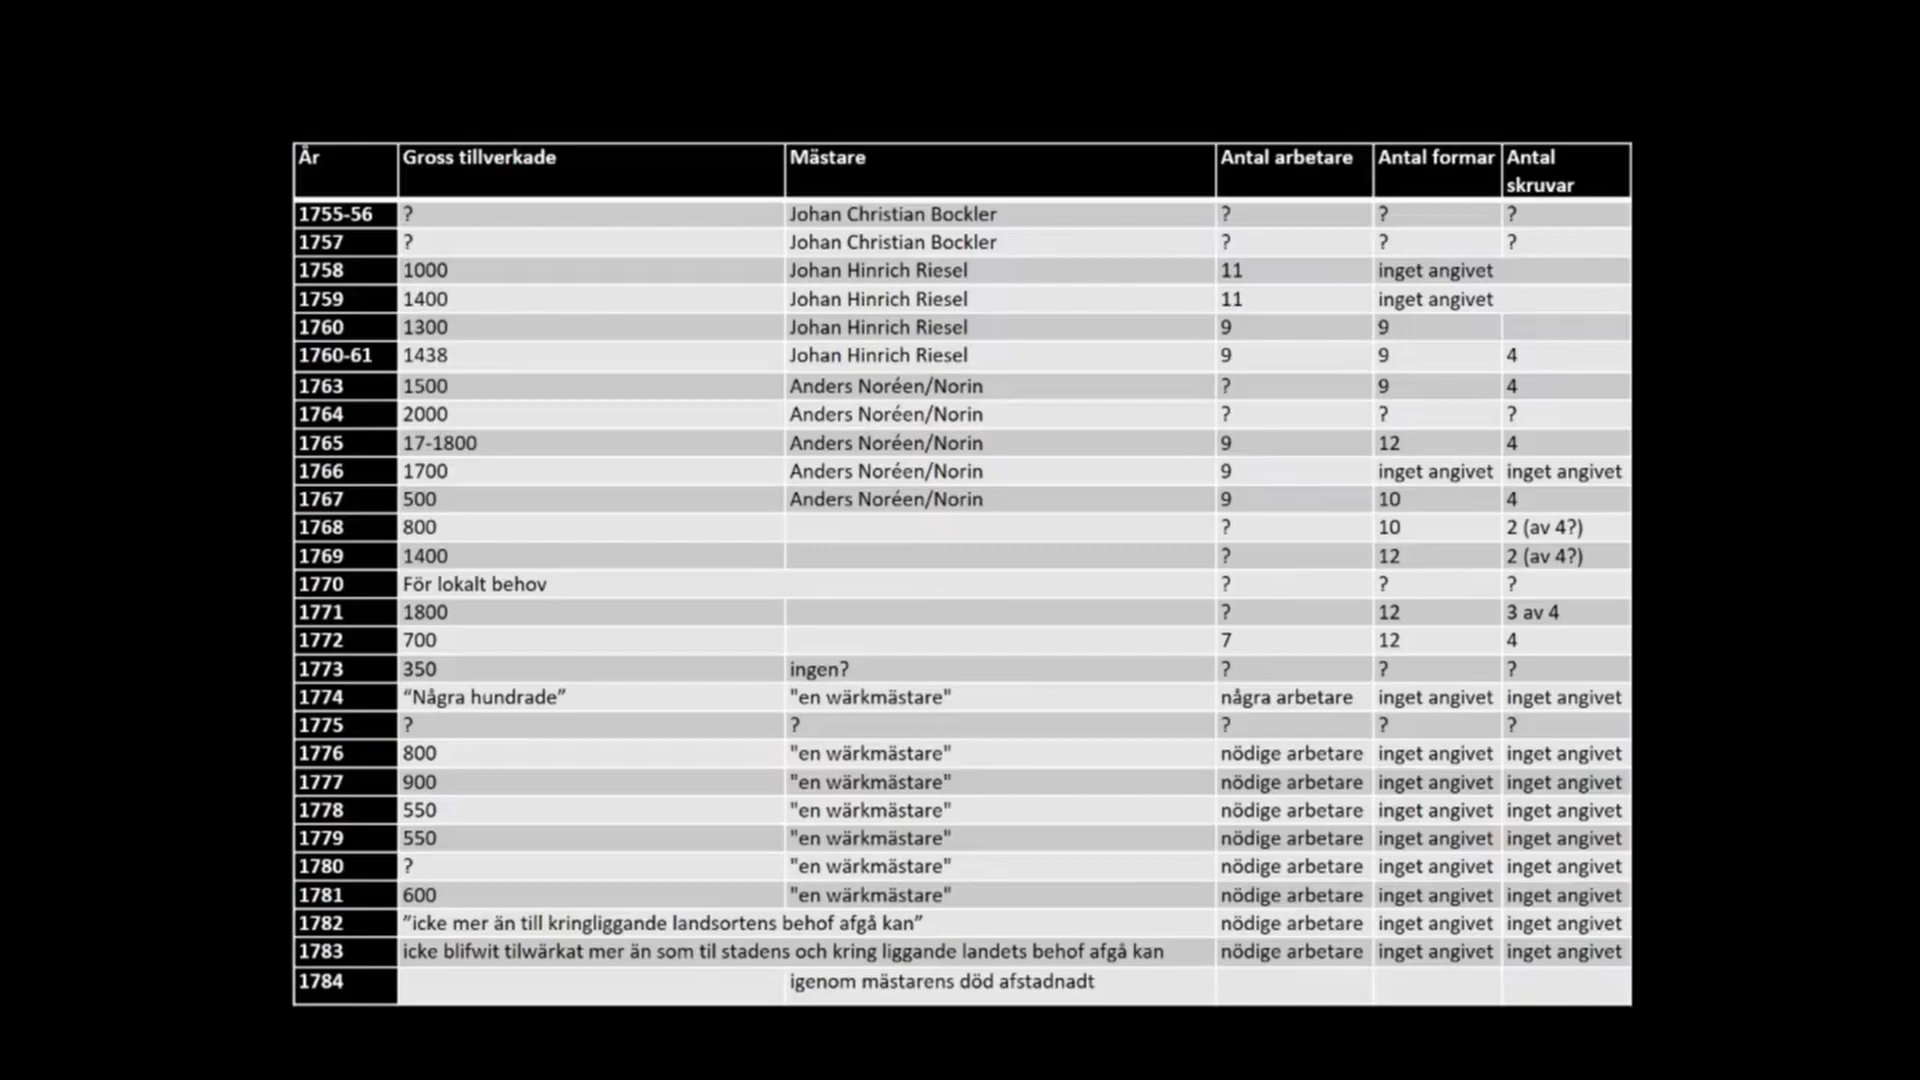 År Gross tillverkade Mästare Antal arbetare Antal formar Antal skruvar
1755-56 ? Johan Christian Bockler ? ? ?
1757 ? Johan Christian Bockler ? ? ?
1758 1000 Johan Hinrich Riesel 11 inget angivet
1759 1400 Johan Hinrich Riesel 11 inget angivet
1760 1300 Johan Hinrich Riesel 9 9
1760-61 1438 Johan Hinrich Riesel 9 9 4
1763 1500 Anders Noréen/Norin ? 9 4
1764 2000 Anders Noréen/Norin ? ? ?
1765 17-1800 Anders Noréen/Norin 9 12 4
1766 1700 Anders Noréen/Norin 9 inget angivet inget angivet
1767 500 Anders Noréen/Norin 9 10 4
1768 800 ? 10 2 (av 4?)
1769 1400 ? 12 2 (av 4?)
1770 För lokalt behov ? ? ?
1771 1800 ? 12 3 av 4
1772 700 7 12 4
1773 350 ingen? ? ? ?
1774 “Några hundrade” "en wärkmästare" några arbetare inget angivet inget angivet
1775 ? ? ? ? ?
1776 800 "en wärkmästare" nödige arbetare inget angivet inget angivet
1777 900 "en wärkmästare" nödige arbetare inget angivet inget angivet
1778 550 "en wärkmästare" nödige arbetare inget angivet inget angivet
1779 550 "en wärkmästare" nödige arbetare inget angivet inget angivet
1780 ? "en wärkmästare" nödige arbetare inget angivet inget angivet
1781 600 "en wärkmästare" nödige arbetare inget angivet inget angivet
1782 ”icke mer än till kringliggande landsortens behof afgå kan” nödige arbetare inget angivet inget angivet
1783 icke blifwit tilwärkat mer än som til stadens och kring liggande landets behof afgå kan nödige arbetare inget angivet inget angivet
1784 igenom mästarens död afstadnadt